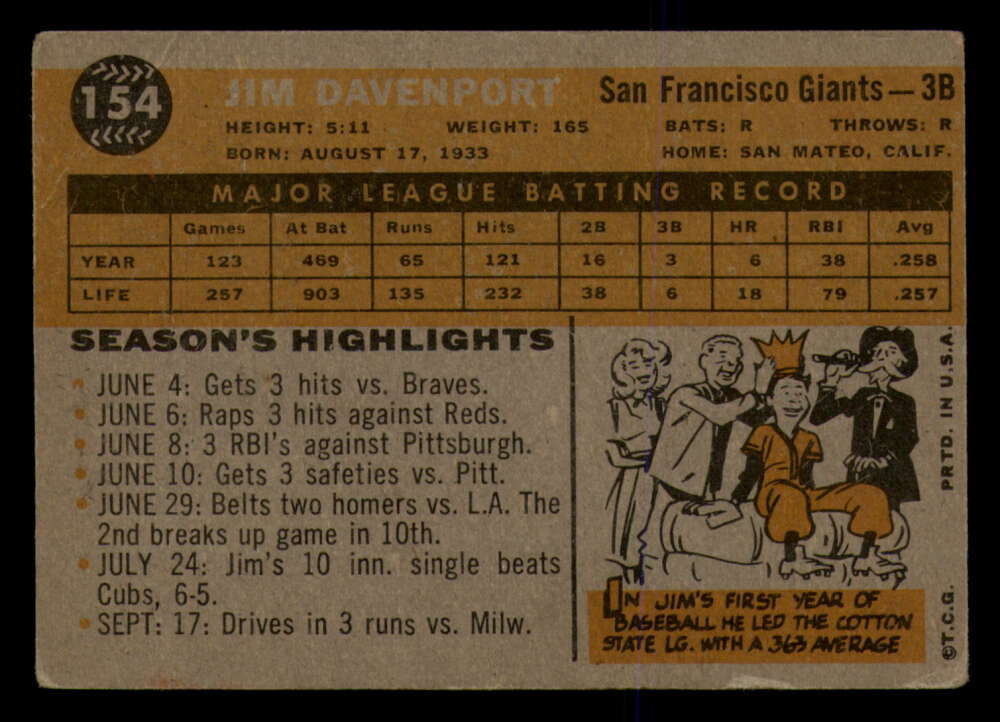 154
JIM DAVENPORT San Francisco Giants — 3B
HEIGHT: 5:11 WEIGHT: 165 BATS: R THROWS: R
BORN: AUGUST 17, 1933 HOME: SAN MATEO, CALIF.
MAJOR LEAGUE BATTING RECORD
Games At Bat Runs Hits 2B 3B HR RBI Avg
YEAR 123 469 65 121 16 3 6 38 .258
LIFE 257 903 135 232 38 6 18 79 .257
SEASON'S HIGHLIGHTS
• JUNE 4: Gets 3 hits vs. Braves.
• JUNE 6: Raps 3 hits against Reds.
• JUNE 8: 3 RBI's against Pittsburgh.
• JUNE 10: Gets 3 safeties vs. Pitt.
• JUNE 29: Belts two homers vs. L.A. The
2nd breaks up game in 10th.
• JULY 24: Jim's 10 inn. single beats
Cubs, 6-5.
• SEPT: 17: Drives in 3 runs vs. Milw.
IN JIM'S FIRST YEAR OF
BASEBALL HE LED THE COTTON
STATE LG. WITH A .363 AVERAGE
©T.C.G. PRTD. IN U.S.A.